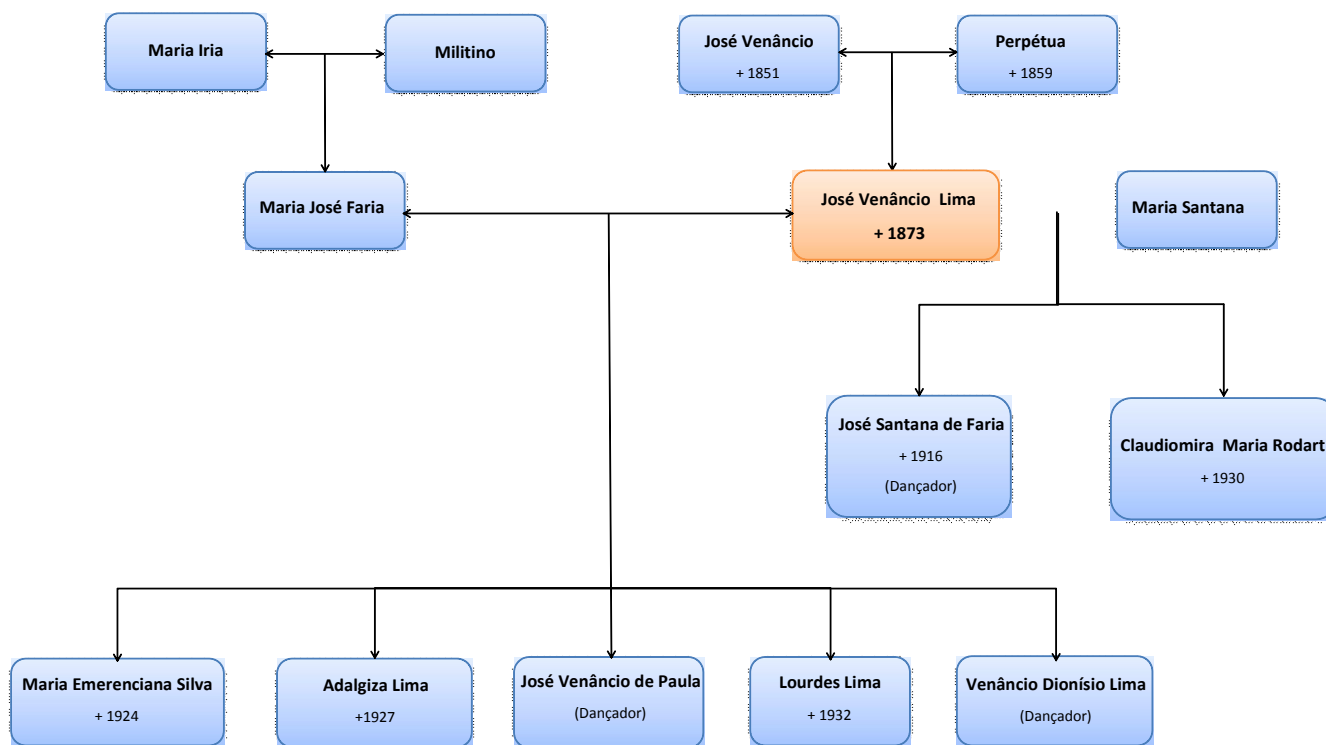 Maria Iria
Militino
José Venâncio
+ 1851
Perpétua
+ 1859
Maria José Faria
José Venâncio Lima
+ 1873
Maria Santana
José Santana de Faria
+ 1916
(Dançador)
Claudiomira Maria Rodart
+ 1930
Maria Emerenciana Silva
+ 1924
Adalgiza Lima
+1927
José Venâncio de Paula
(Dançador)
Lourdes Lima
+ 1932
Venâncio Dionísio Lima
(Dançador)